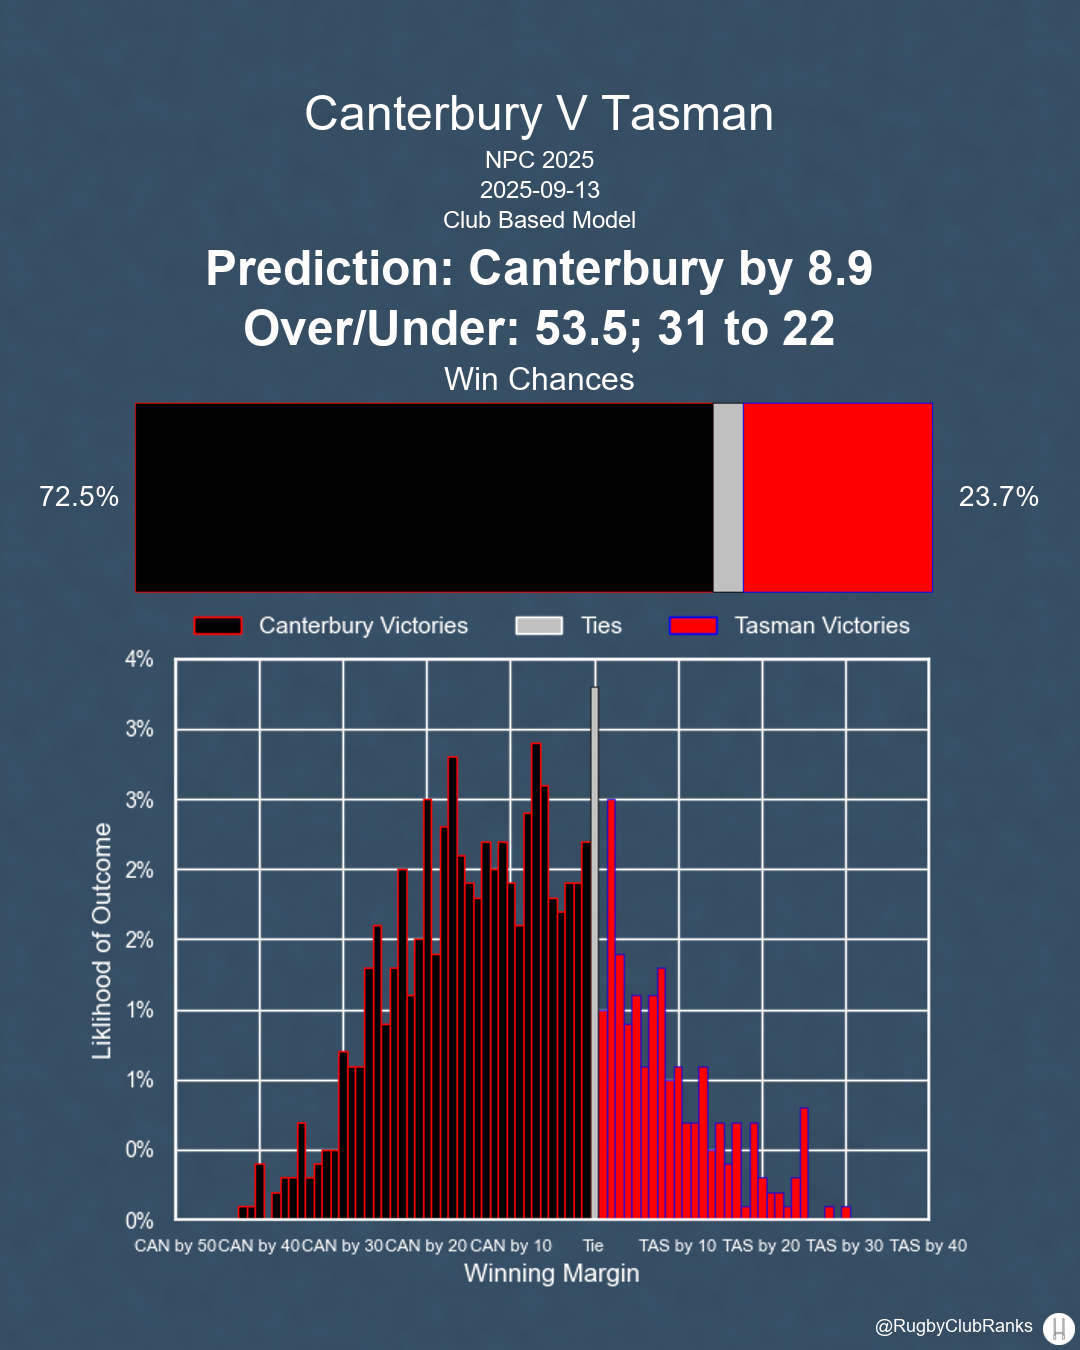 Canterbury V Tasman
NPC 2025
2025-09-13
Club Based Model
Prediction: Canterbury by 8.9
Over/Under: 53.5; 31 to 22
Win Chances
72.5%
23.7%
Canterbury Victories
Ties
Tasman Victories
4%
3%
3%
2%
2%
1%
1%
0%
0%
Liklihood of Outcome
CAN by 50 CAN by 40 CAN by 30 CAN by 20 CAN by 10 Tie TAS by 10 TAS by 20 TAS by 30 TAS by 40
Winning Margin
@RugbyClubRanks